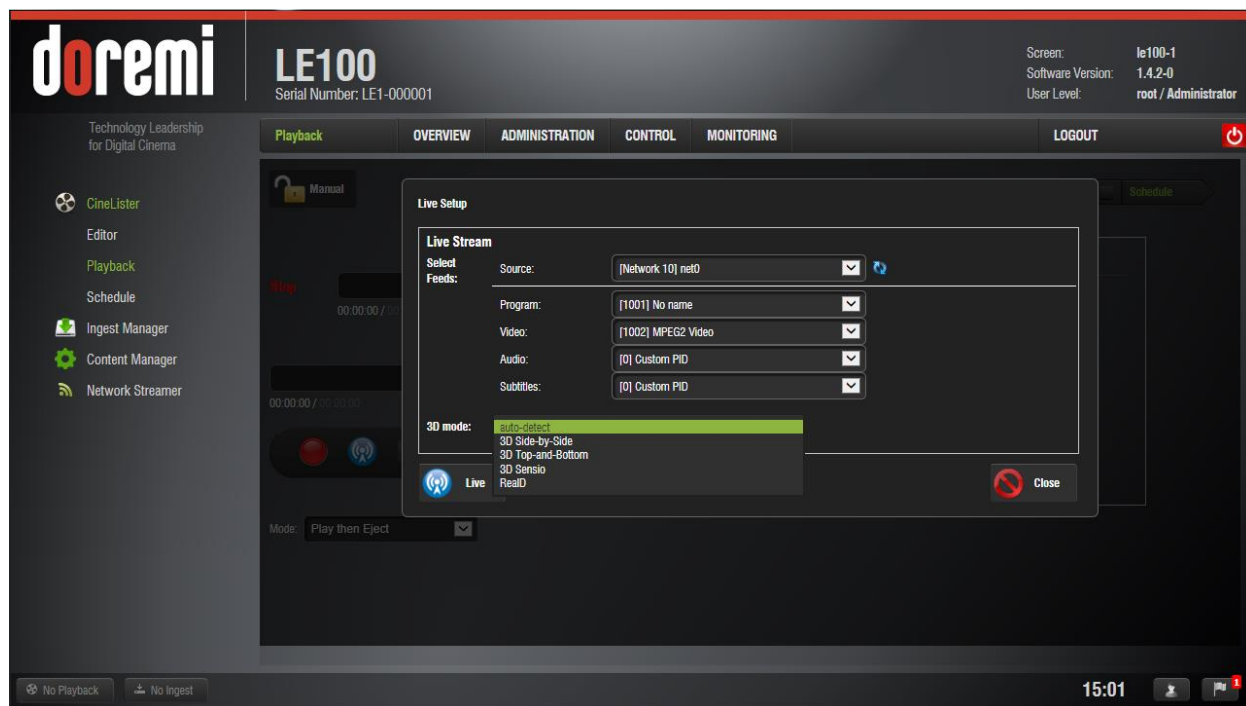 doremi
Technology Leadership
for Digital Cinema
LE100
Serial Number: LE1-000001
Screen: le100-1
Software Version: 1.4.2-0
User Level: root / Administrator
Playback OVERVIEW ADMINISTRATION CONTROL MONITORING LOGOUT
CineLister
Editor
Playback
Schedule
Ingest Manager
Content Manager
Network Streamer
Manual
Schedule
Stop
00:00:00 / 00
00:00:00 / 00:00:00
Mode: Play then Eject
Live Setup
Live Stream
Select
Feeds:
Source: [Network 10] net0
Program: [1001] No name
Video: [1002] MPEG2 Video
Audio: [0] Custom PID
Subtitles: [0] Custom PID
3D mode: auto-detect
3D Side-by-Side
3D Top-and-Bottom
3D Sensio
RealD
Live
Close
No Playback No Ingest
15:01
1